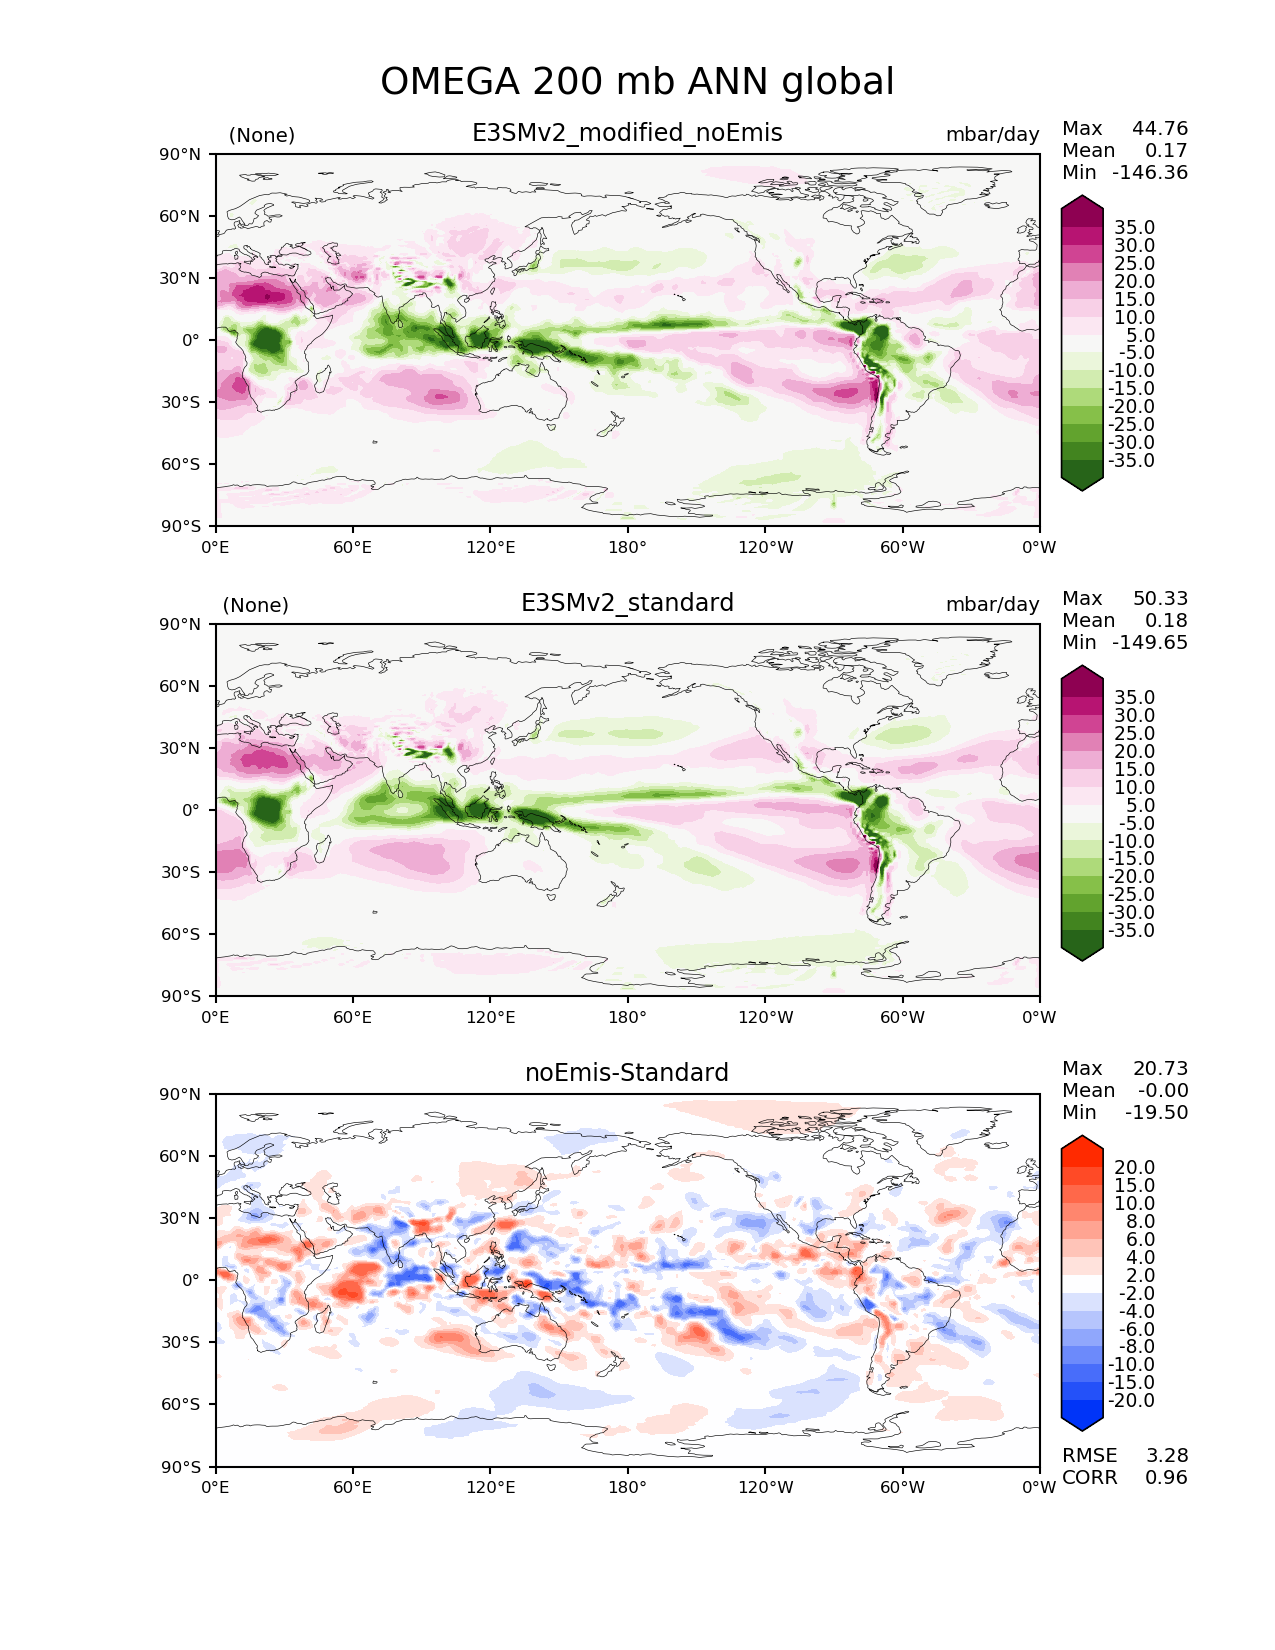 OMEGA 200 mb ANN global
(None) E3SMv2_modified_noEmis mbar/day
Max 44.76
Mean 0.17
Min -146.36
90°N
60°N
30°N
0°
30°S
60°S
90°S
0°E 60°E 120°E 180° 120°W 60°W 0°W
35.0
30.0
25.0
20.0
15.0
10.0
5.0
-5.0
-10.0
-15.0
-20.0
-25.0
-30.0
-35.0
(None) E3SMv2_standard mbar/day
Max 50.33
Mean 0.18
Min -149.65
90°N
60°N
30°N
0°
30°S
60°S
90°S
0°E 60°E 120°E 180° 120°W 60°W 0°W
35.0
30.0
25.0
20.0
15.0
10.0
5.0
-5.0
-10.0
-15.0
-20.0
-25.0
-30.0
-35.0
noEmis-Standard
Max 20.73
Mean -0.00
Min -19.50
90°N
60°N
30°N
0°
30°S
60°S
90°S
0°E 60°E 120°E 180° 120°W 60°W 0°W
20.0
15.0
10.0
8.0
6.0
4.0
2.0
-2.0
-4.0
-6.0
-8.0
-10.0
-15.0
-20.0
RMSE 3.28
CORR 0.96